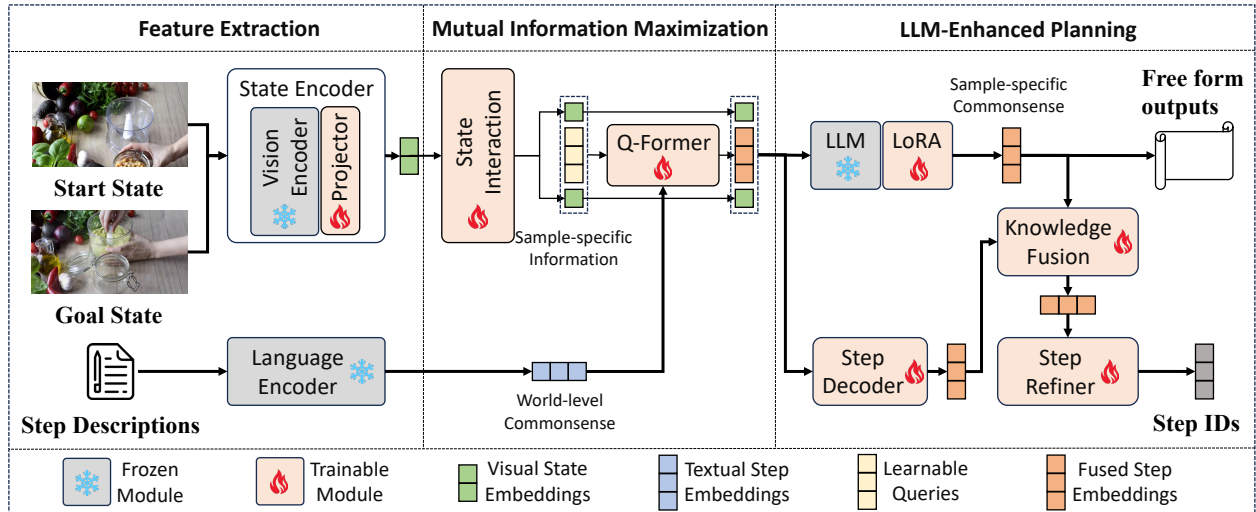 Feature Extraction
Mutual Information Maximization
LLM-Enhanced Planning
Start State
Goal State
Step Descriptions
State Encoder
Vision
Encoder
Projector
Language
Encoder
State
Interaction
Q-Former
Sample-specific
Information
World-level
Commonsense
LLM
LoRA
Sample-specific
Commonsense
Free form
outputs
Knowledge
Fusion
Step
Decoder
Step
Refiner
Step IDs
Frozen
Module
Trainable
Module
Visual State
Embeddings
Textual Step
Embeddings
Learnable
Queries
Fused Step
Embeddings